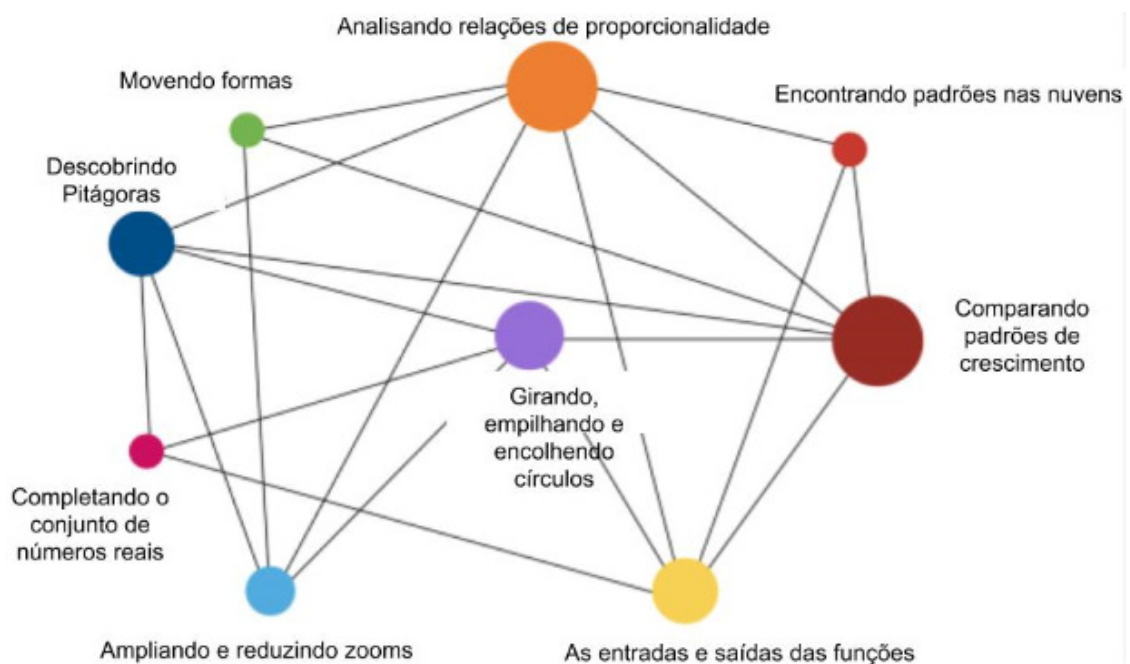 Analisando relações de proporcionalidade
Movendo formas
Encontrando padrões nas nuvens
Descobrindo
Pitágoras
Comparando
padrões de
crescimento
Girando,
empilhando e
encolhendo
círculos
Completando o
conjunto de
números reais
Ampliando e reduzindo zooms
As entradas e saídas das funções